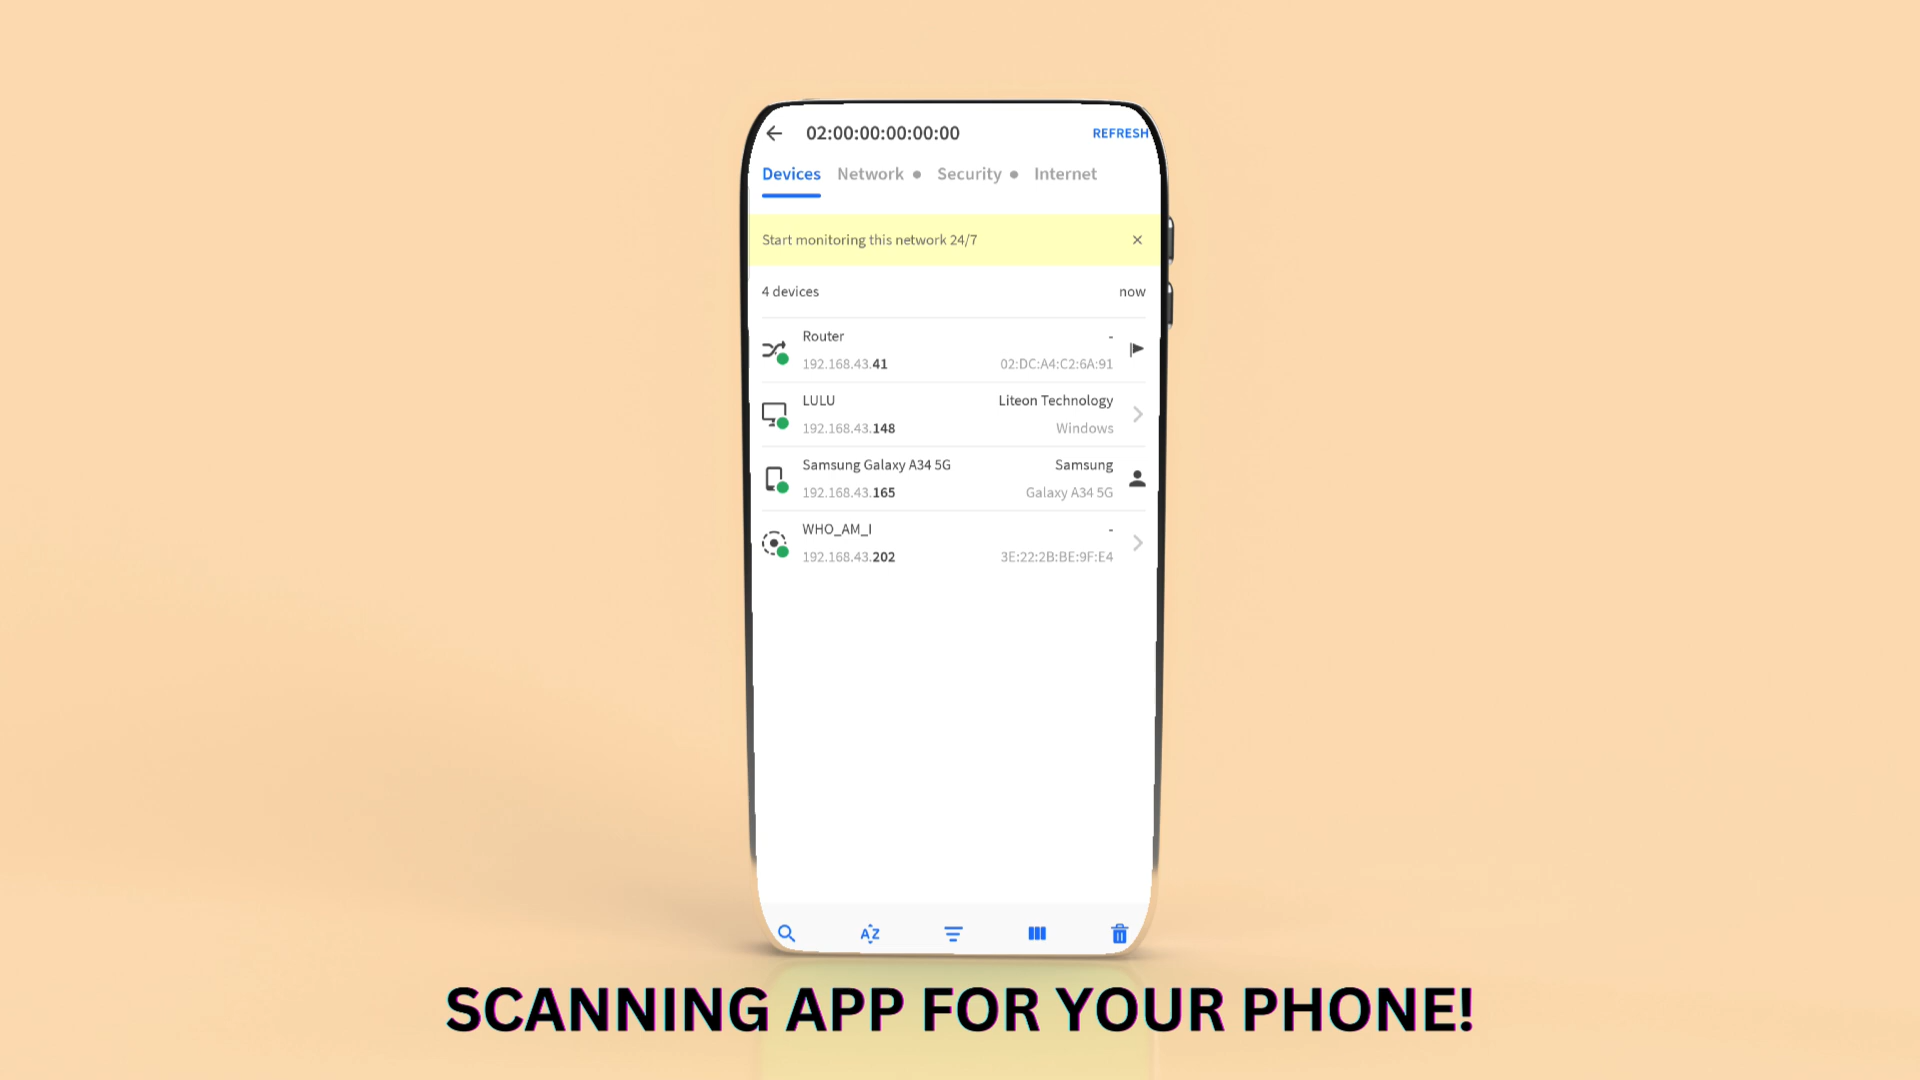 02:00:00:00:00:00 REFRESH
Devices Network Security Internet
Start monitoring this network 24/7
4 devices now
Router -
192.168.43.41 02:DC:A4:C2:6A:91
LULU Liteon Technology
192.168.43.148 Windows
Samsung Galaxy A34 5G Samsung
192.168.43.165 Galaxy A34 5G
WHO_AM_I -
192.168.43.202 3E:22:2B:BE:9F:E4
AZ
SCANNING APP FOR YOUR PHONE!